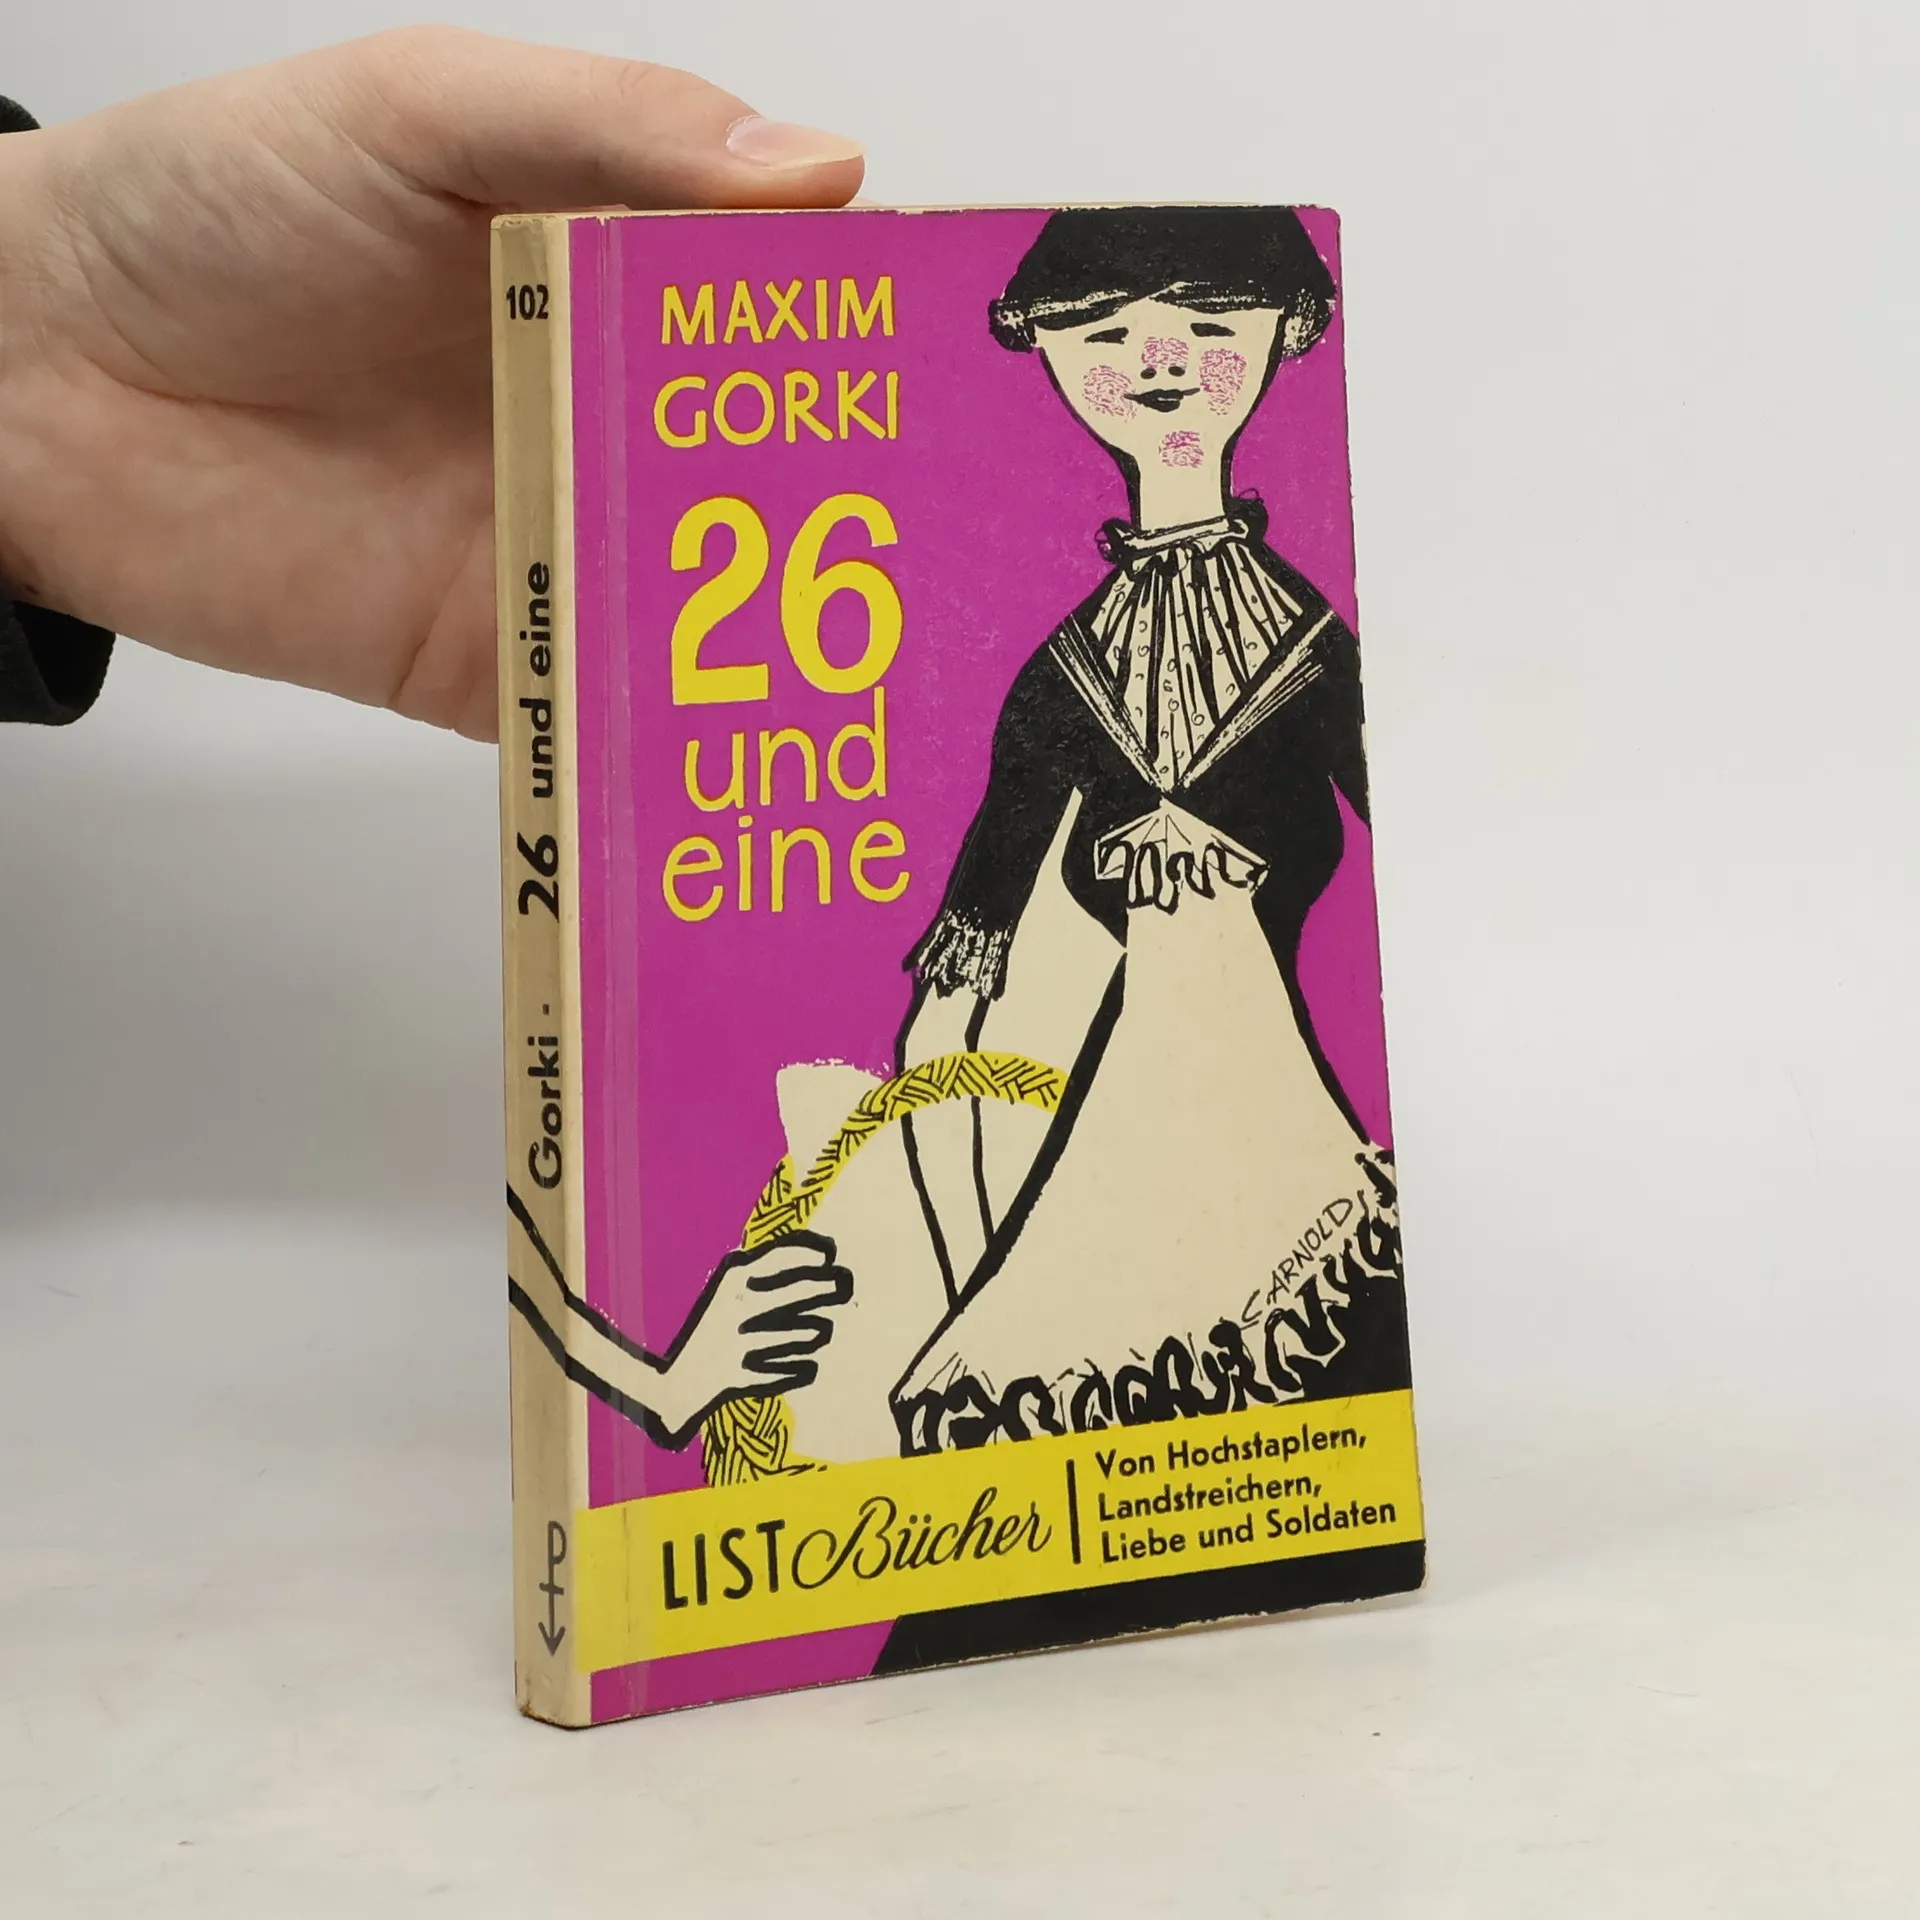 102
Gorki · 26 und eine
MAXIM
GORKI
26
und
eine
C. ARNOLD
LIST Bücher
Von Hochstaplern,
Landstreichern,
Liebe und Soldaten